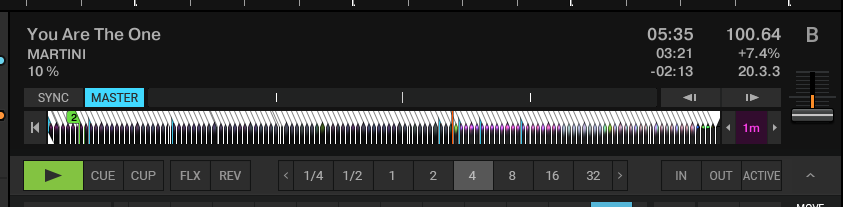 You Are The One 05:35 100.64 B
MARTINI 03:21 +7.4%
10 % -02:13 20.3.3
SYNC MASTER
2 1m
CUE CUP FLX REV 1/4 1/2 1 2 4 8 16 32 IN OUT ACTIVE
MOVE